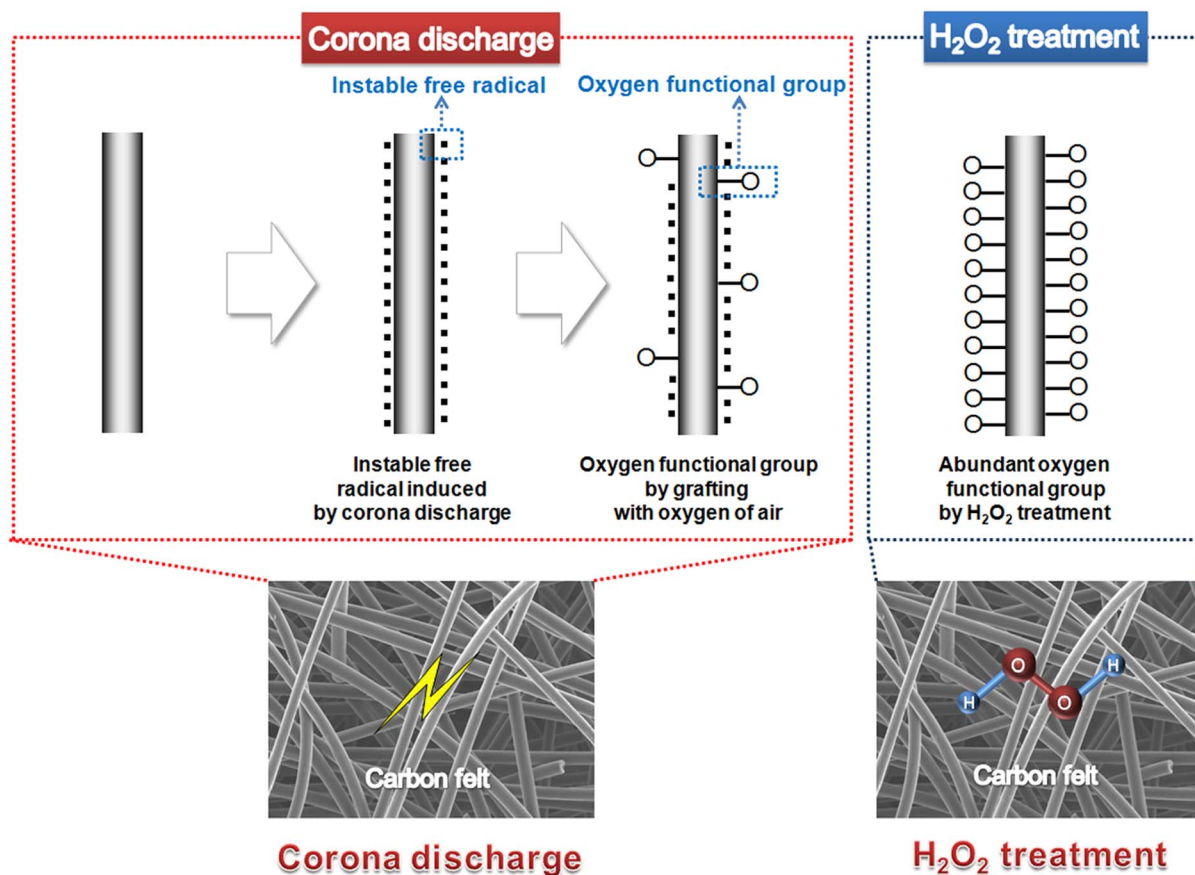 Corona discharge
H₂O₂ treatment
Instable free radical
Oxygen functional group
Instable free
radical induced
by corona discharge
Oxygen functional group
by grafting
with oxygen of air
Abundant oxygen
functional group
by H₂O₂ treatment
Carbon felt
H
O
O
H
Carbon felt
Corona discharge
H₂O₂ treatment